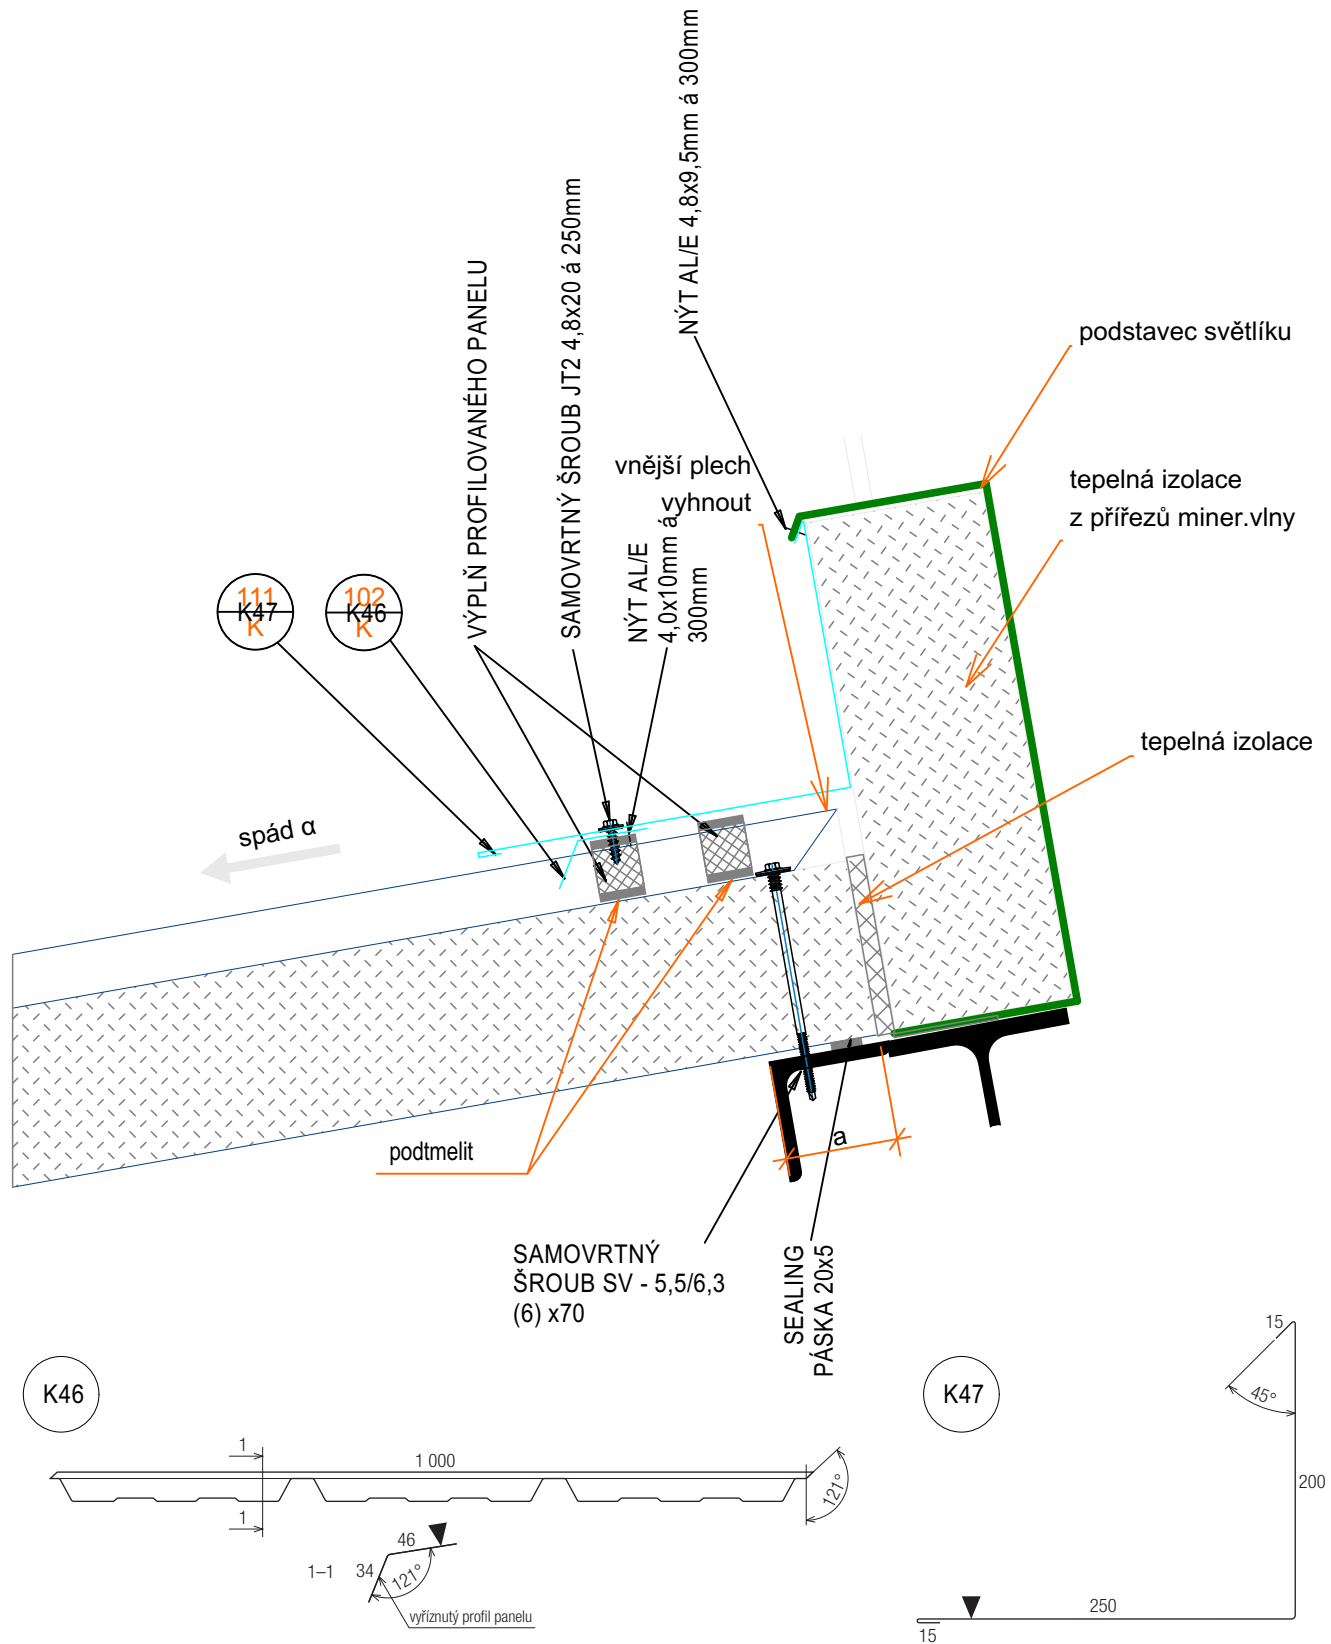 NÝT AL/E 4,8x9,5mm á 300mm
SAMOVRTNÝ ŠROUB JT2 4,8x20 á 250mm
VÝPLŇ PROFILOVANÉHO PANELU
podstavec světlíku
vnější plech
vyhnout
tepelná izolace
z přířezů miner.vlny
NÝT AL/E
4,0x10mm á
300mm
111
K47
K
102
K46
K
tepelná izolace
spád α
podtmelit
a
SAMOVRTNÝ
ŠROUB SV - 5,5/6,3
(6) x70
SEALING
PÁSKA 20x5
K46
1
1 000
121°
1
1–1
46
34
121°
vyříznutý profil panelu
K47
15
45°
200
250
15